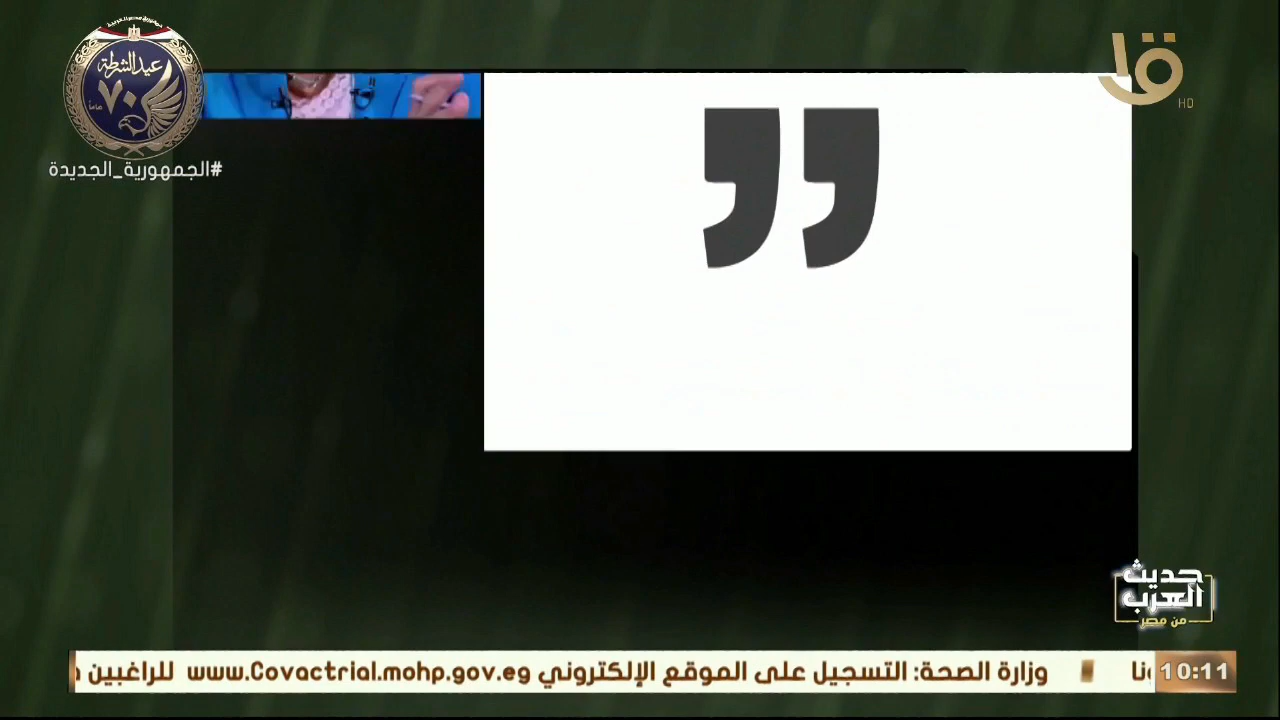 عيد الشرطة
٧٠
عاماً
#الجمهورية_الجديدة
HD
”
حديث
العرب
من مصر
وزارة الصحة: التسجيل على الموقع الإلكتروني www.Covactrial.mohp.gov.eg للراغبين
10:11